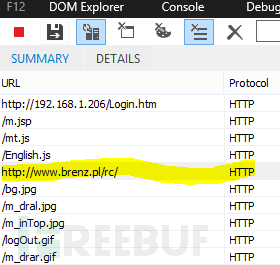 F12 DOM Explorer Console Debug
SUMMARY DETAILS
URL Protocol
http://192.168.1.206/Login.htm HTTP
/m.jsp HTTP
/mt.js HTTP
/English.js HTTP
http://www.brenz.pl/rc/ HTTP
/bg.jpg HTTP
/m_dral.jpg HTTP
/m_inTop.jpg HTTP
/logOut.gif HTTP
/m_drar.gif HTTP
REEBUF